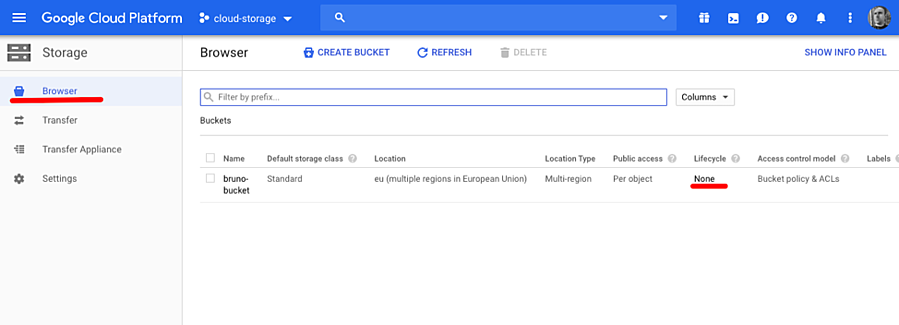 Google Cloud Platform cloud-storage
Storage
Browser CREATE BUCKET REFRESH DELETE SHOW INFO PANEL
Browser
Transfer
Transfer Appliance
Settings
Filter by prefix... Columns
Buckets
Name Default storage class Location Location Type Public access Lifecycle Access control model Labels
bruno-bucket Standard eu (multiple regions in European Union) Multi-region Per object None Bucket policy & ACLs